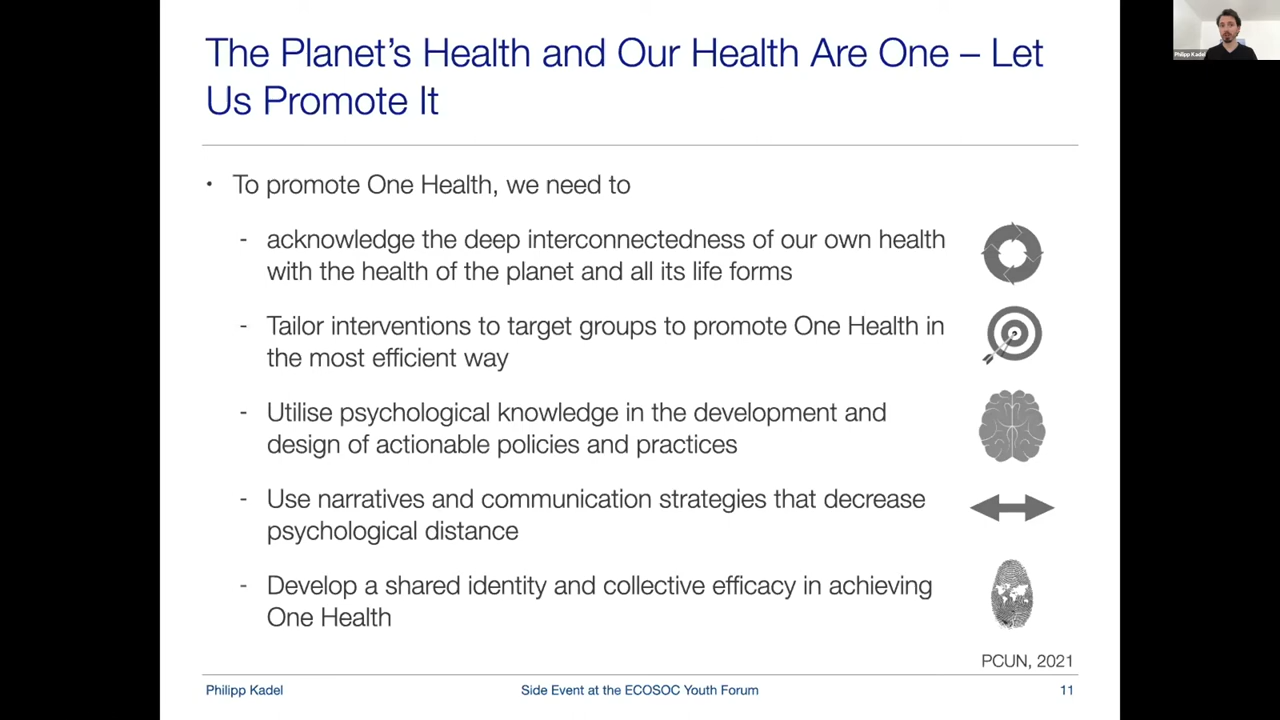 The Planet's Health and Our Health Are One – Let
Us Promote It
• To promote One Health, we need to
- acknowledge the deep interconnectedness of our own health
with the health of the planet and all its life forms
- Tailor interventions to target groups to promote One Health in
the most efficient way
- Utilise psychological knowledge in the development and
design of actionable policies and practices
- Use narratives and communication strategies that decrease
psychological distance
- Develop a shared identity and collective efficacy in achieving
One Health
PCUN, 2021
Philipp Kadel
Side Event at the ECOSOC Youth Forum
11
Philipp Kadel